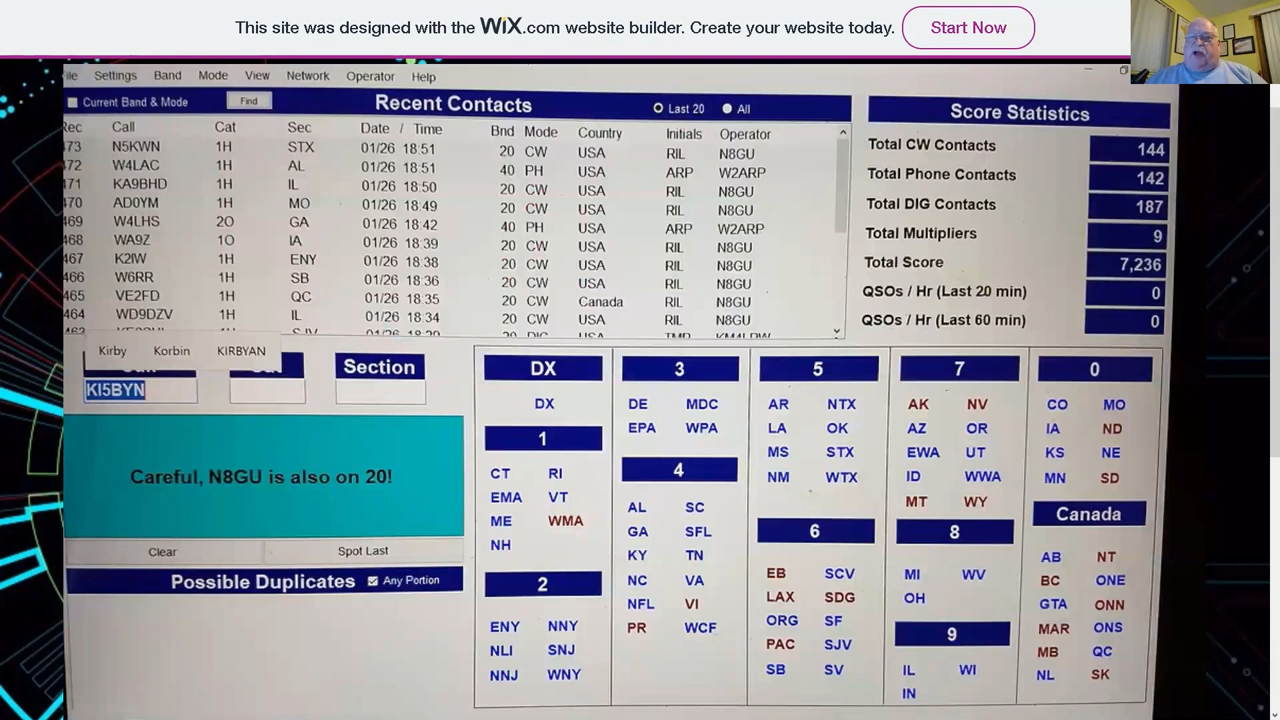 This site was designed with the WiX.com website builder. Create your website today. Start Now
ile Settings Band Mode View Network Operator Help
Current Band & Mode Find Recent Contacts Last 20 All
Rec Call Cat Sec Date / Time Bnd Mode Country Initials Operator
473 N5KWN 1H STX 01/26 18:51 20 CW USA RIL N8GU
472 W4LAC 1H AL 01/26 18:51 40 PH USA ARP W2ARP
471 KA9BHD 1H IL 01/26 18:50 20 CW USA RIL N8GU
470 AD0YM 1H MO 01/26 18:49 20 CW USA RIL N8GU
469 W4LHS 2O GA 01/26 18:42 40 PH USA ARP W2ARP
468 WA9Z 1O IA 01/26 18:39 20 CW USA RIL N8GU
467 K2IW 1H ENY 01/26 18:38 20 CW USA RIL N8GU
466 W6RR 1H SB 01/26 18:36 20 CW USA RIL N8GU
465 VE2FD 1H QC 01/26 18:35 20 CW Canada RIL N8GU
464 WD9DZV 1H IL 01/26 18:34 20 CW USA RIL N8GU
Score Statistics
Total CW Contacts 144
Total Phone Contacts 142
Total DIG Contacts 187
Total Multipliers 9
Total Score 7,236
QSOs / Hr (Last 20 min) 0
QSOs / Hr (Last 60 min) 0
Kirby Korbin KIRBYAN
Section
KI5BYN
Careful, N8GU is also on 20!
Clear Spot Last
Possible Duplicates Any Portion
DX
DX
1
CT RI
EMA VT
ME WMA
NH
2
ENY NNY
NLI SNJ
NNJ WNY
3
DE MDC
EPA WPA
4
AL SC
GA SFL
KY TN
NC VA
NFL VI
PR WCF
5
AR NTX
LA OK
MS STX
NM WTX
6
EB SCV
LAX SDG
ORG SF
PAC SJV
SB SV
7
AK NV
AZ OR
EWA UT
ID WWA
MT WY
8
MI WV
OH
9
IL WI
IN
0
CO MO
IA ND
KS NE
MN SD
Canada
AB NT
BC ONE
GTA ONN
MAR ONS
MB QC
NL SK